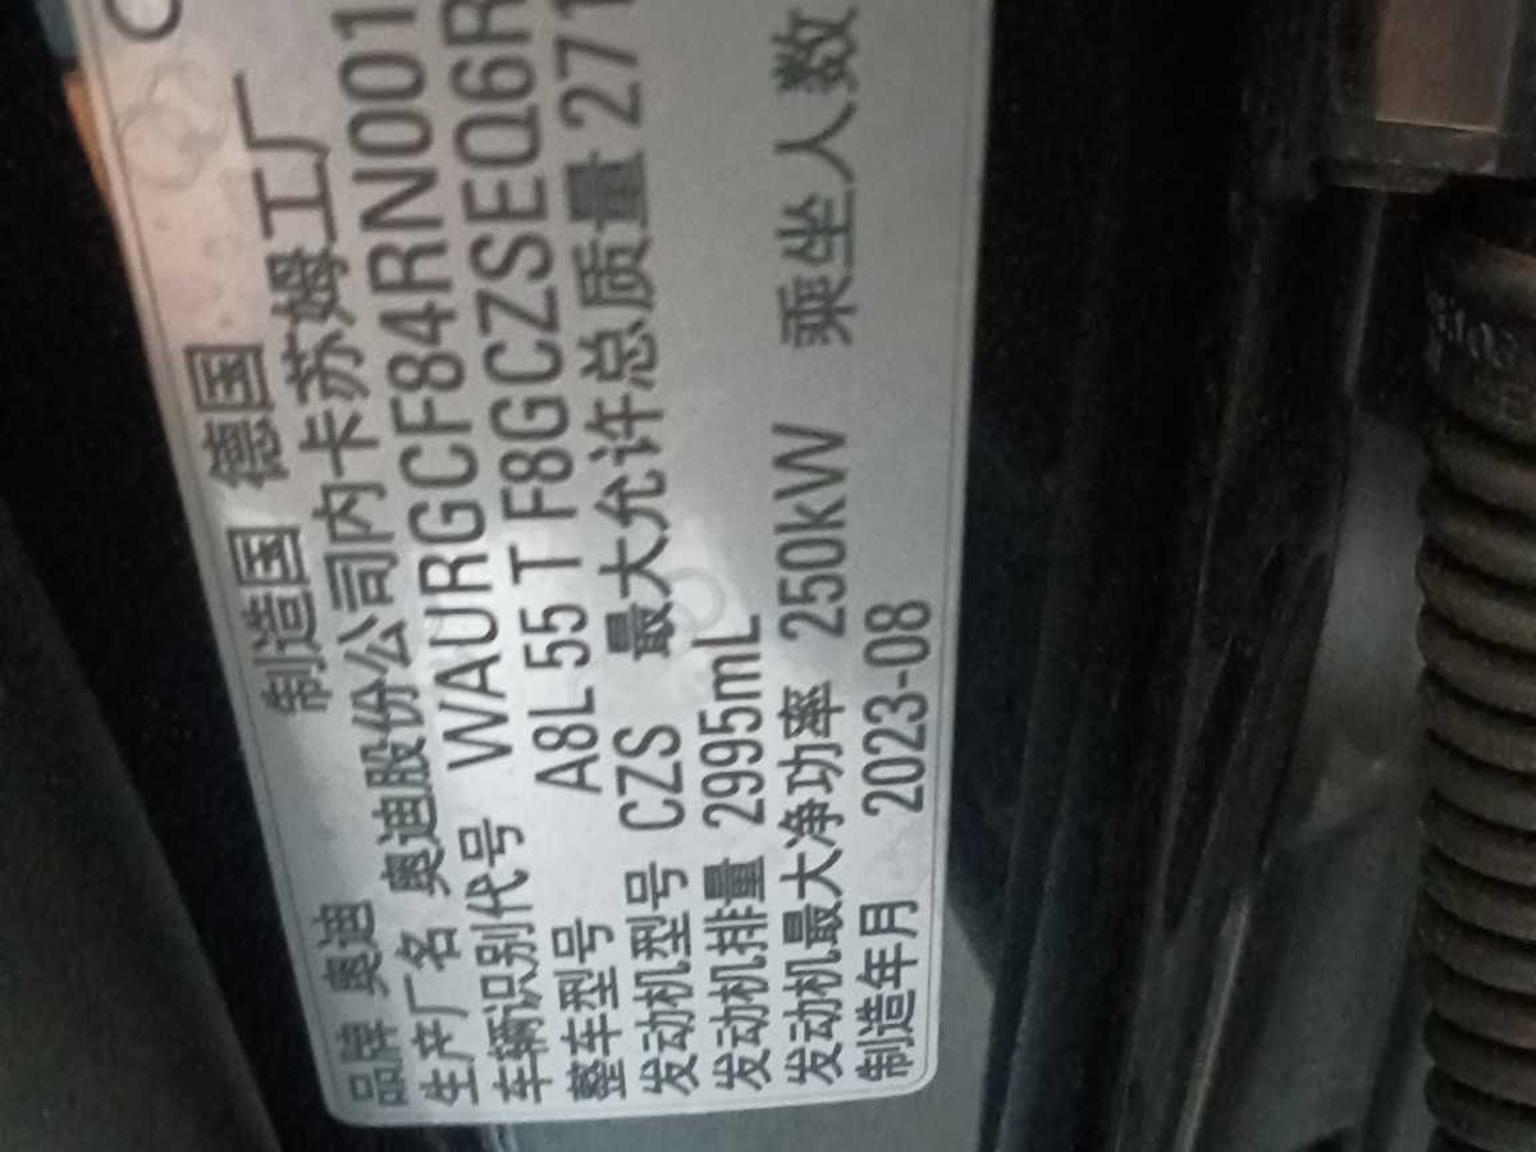 品牌 奥迪 制造国 德国
生产厂名 奥迪股份公司内卡苏姆工厂
车辆识别代号 WAURGCF84RN001
整车型号 A8L 55 T F8GCZSEQ6R
发动机型号 CZS 最大允许总质量 271
发动机排量 2995mL
发动机最大净功率 250kW 乘坐人数
制造年月 2023-08